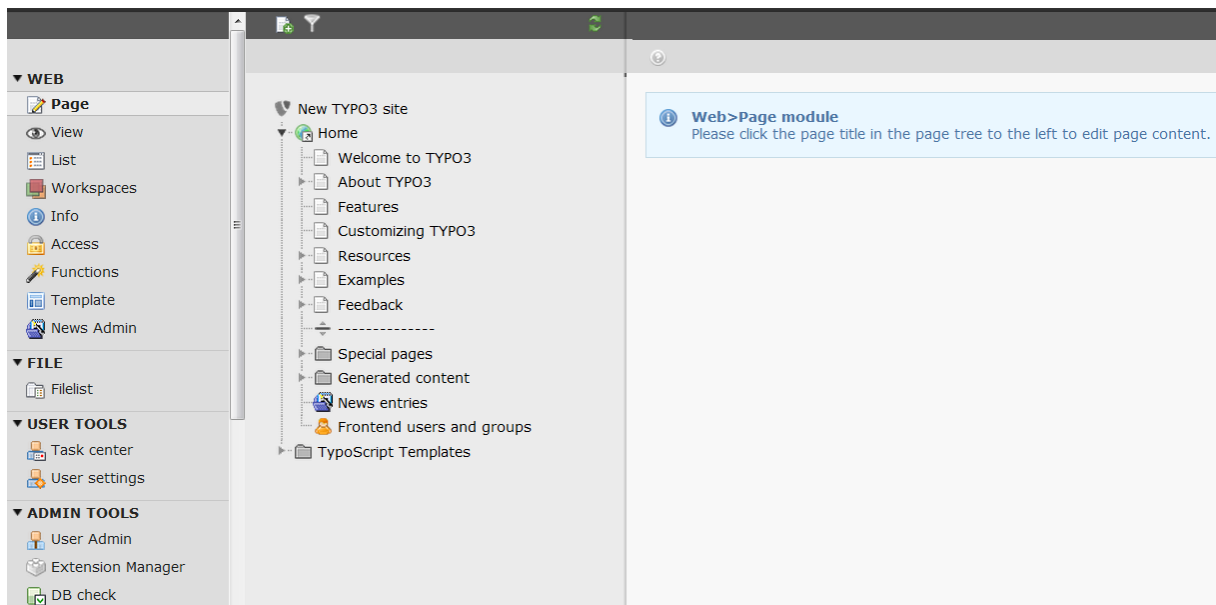 WEB
Page
View
List
Workspaces
Info
Access
Functions
Template
News Admin
FILE
Filelist
USER TOOLS
Task center
User settings
ADMIN TOOLS
User Admin
Extension Manager
DB check
New TYPO3 site
Home
Welcome to TYPO3
About TYPO3
Features
Customizing TYPO3
Resources
Examples
Feedback
--------------
Special pages
Generated content
News entries
Frontend users and groups
TypoScript Templates
Web>Page module
Please click the page title in the page tree to the left to edit page content.